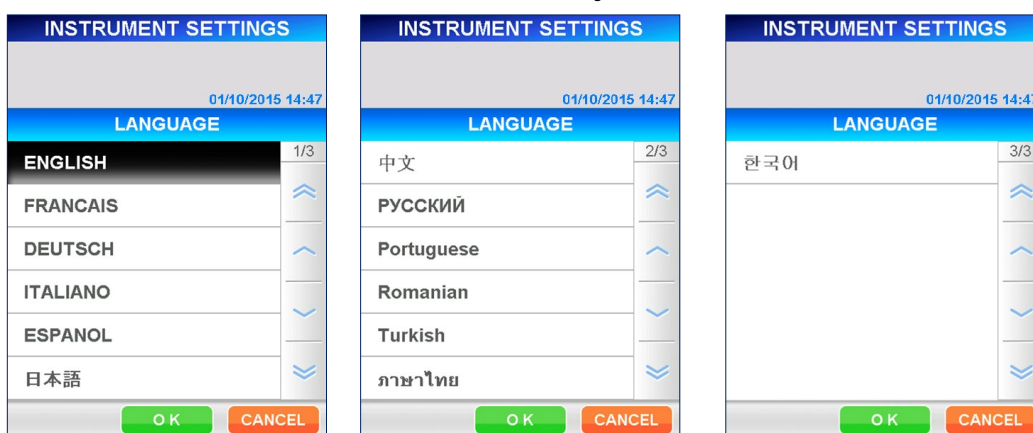 INSTRUMENT SETTINGS
01/10/2015 14:47
LANGUAGE
1/3
ENGLISH
FRANCAIS
DEUTSCH
ITALIANO
ESPANOL
日本語
O K
CANCEL
INSTRUMENT SETTINGS
01/10/2015 14:47
LANGUAGE
2/3
中文
РУССКИЙ
Portuguese
Romanian
Turkish
ภาษาไทย
O K
CANCEL
INSTRUMENT SETTINGS
01/10/2015 14:47
LANGUAGE
3/3
한국어
O K
CANCEL